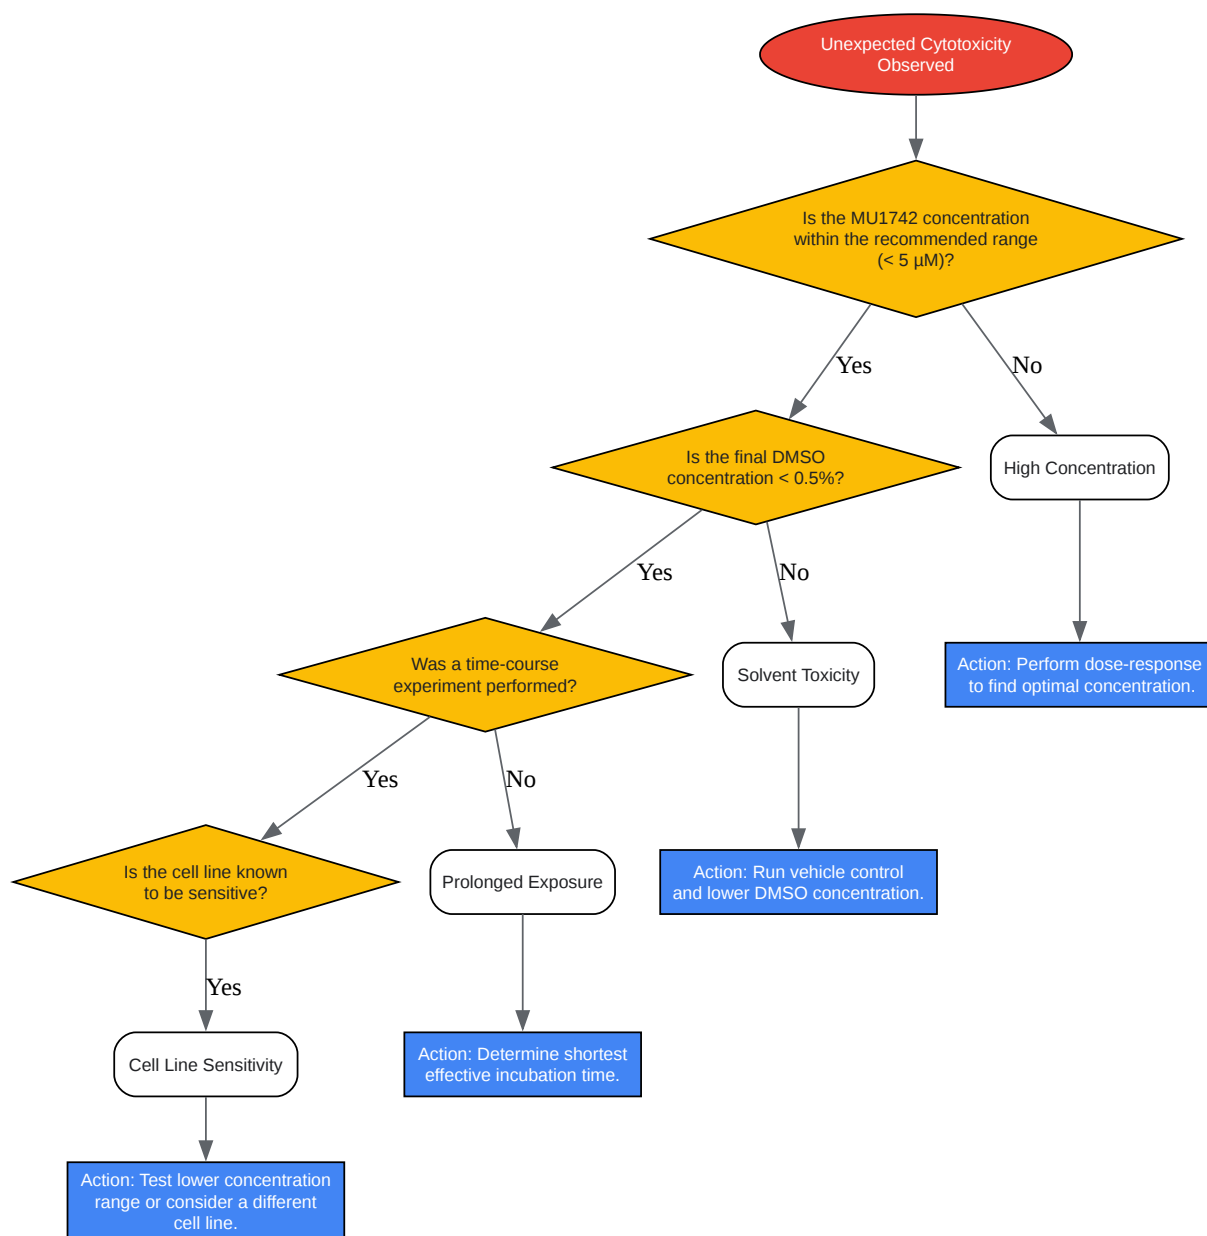 Unexpected Cytotoxicity
Observed
Is the MU1742 concentration
within the recommended range
(< 5 µM)?
Yes
No
Is the final DMSO
concentration < 0.5%?
High Concentration
Yes
No
Was a time-course
experiment performed?
Solvent Toxicity
Action: Perform dose-response
to find optimal concentration.
Yes
No
Is the cell line known
to be sensitive?
Prolonged Exposure
Action: Run vehicle control
and lower DMSO concentration.
Yes
Cell Line Sensitivity
Action: Determine shortest
effective incubation time.
Action: Test lower concentration
range or consider a different
cell line.